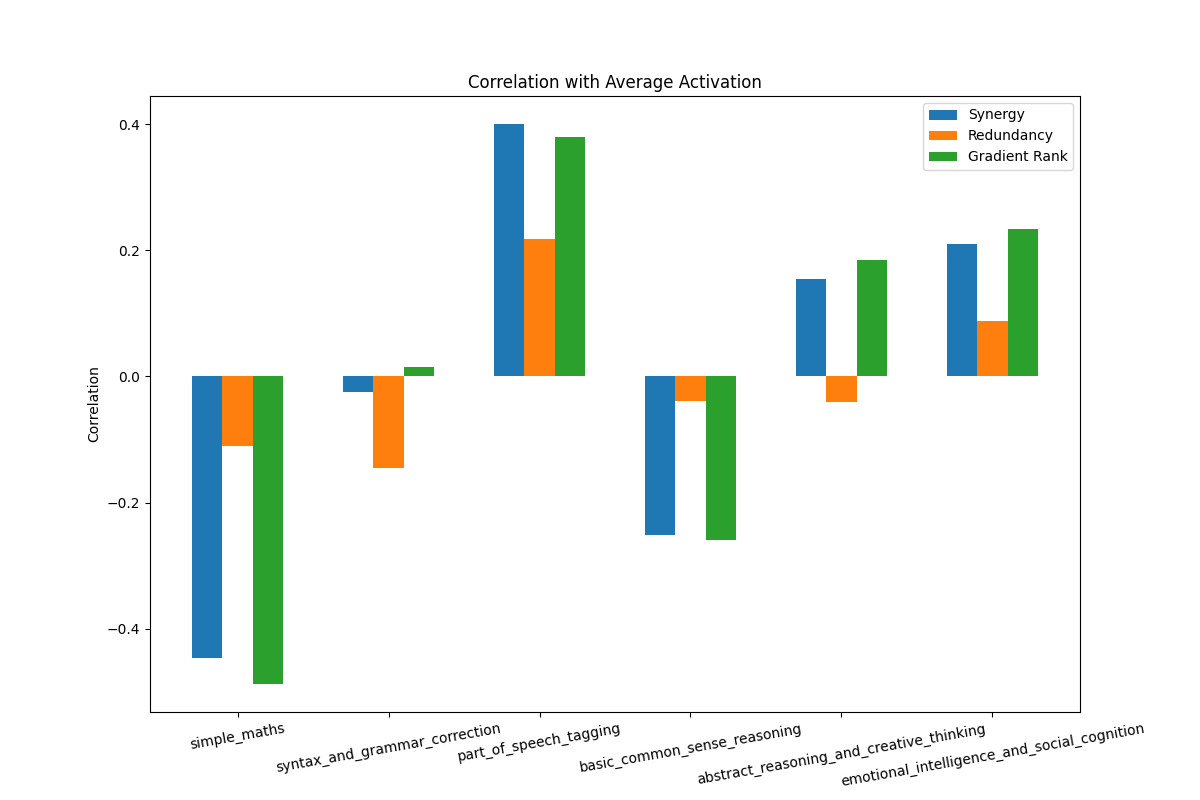 Correlation with Average Activation
Synergy
Redundancy
Gradient Rank
Correlation
0.4
0.2
0.0
−0.2
−0.4
simple_maths
syntax_and_grammar_correction
part_of_speech_tagging
basic_common_sense_reasoning
abstract_reasoning_and_creative_thinking
emotional_intelligence_and_social_cognition